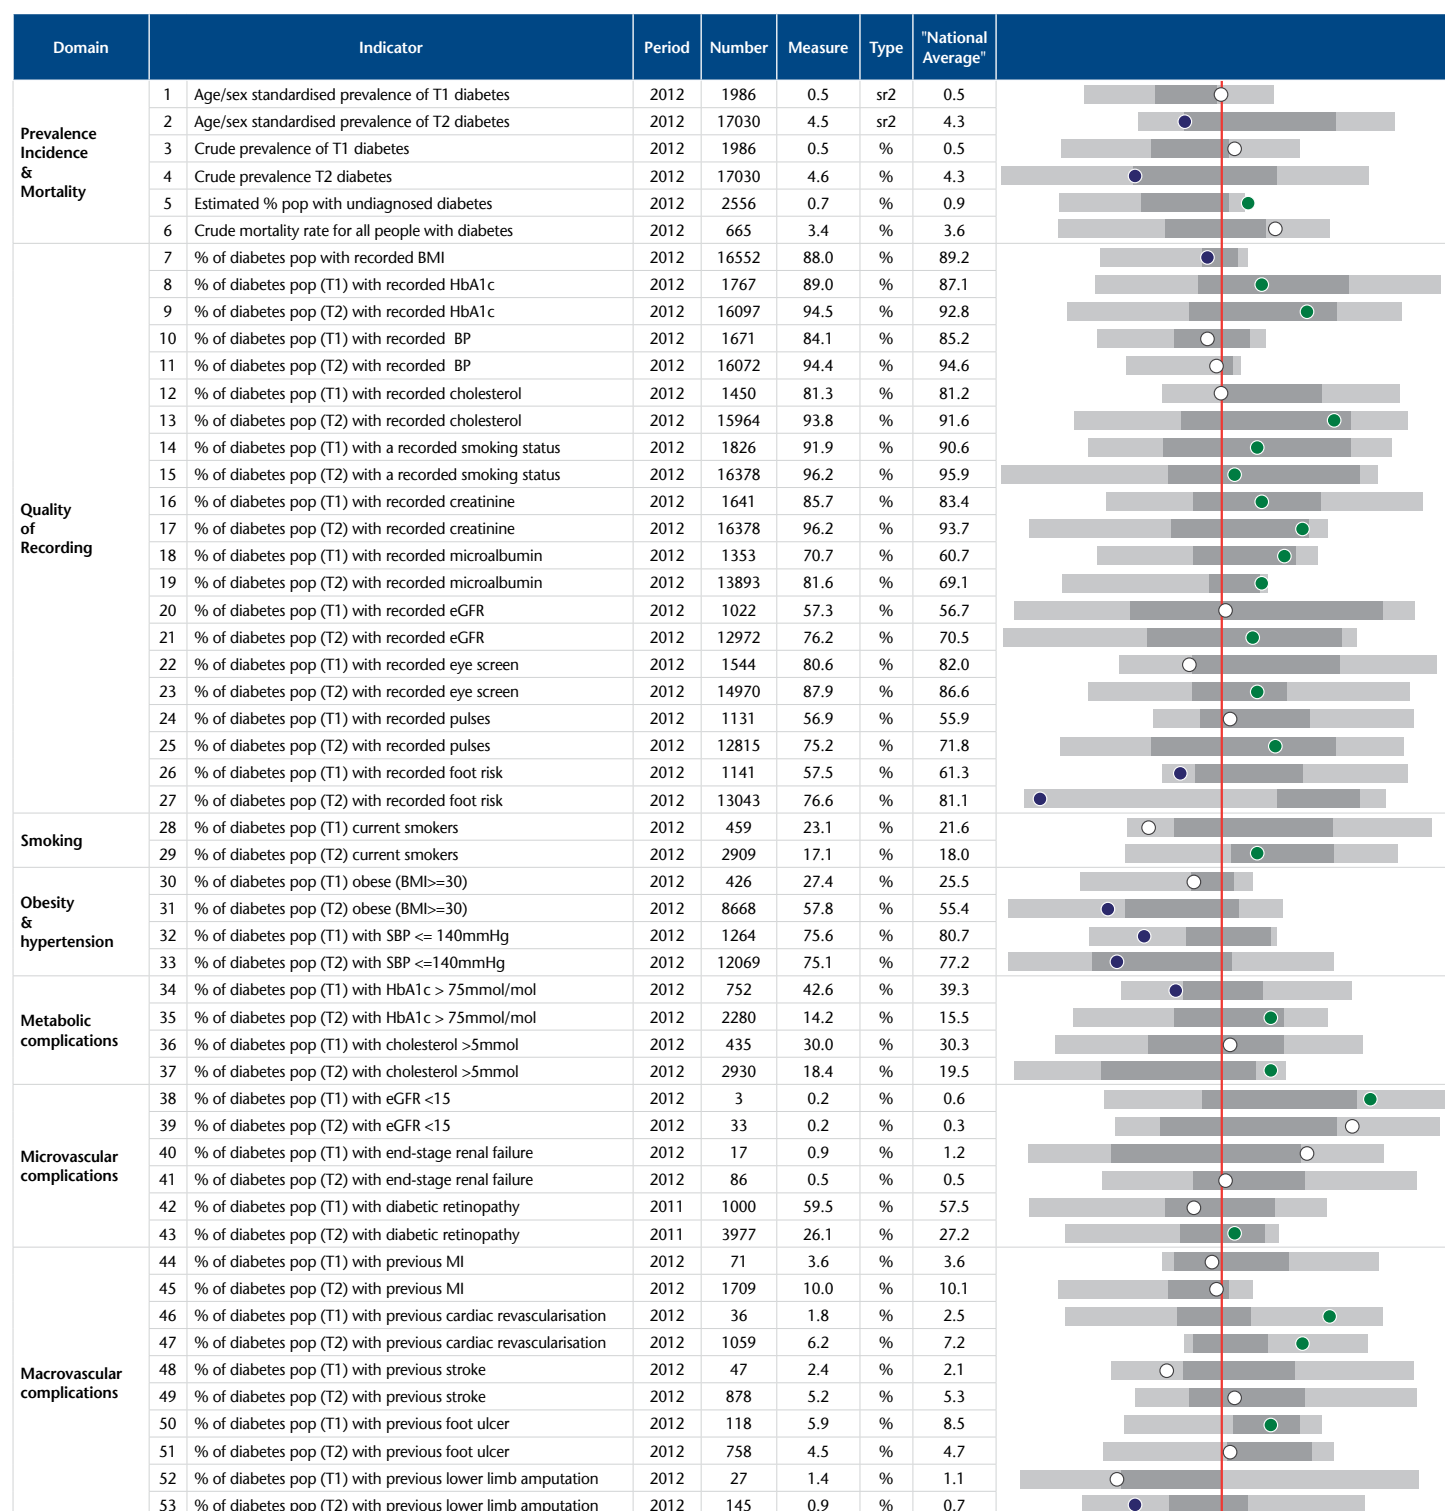 Domain Indicator Period Number Measure Type "National Average"
Prevalence Incidence & Mortality
1 Age/sex standardised prevalence of T1 diabetes 2012 1986 0.5 sr2 0.5
2 Age/sex standardised prevalence of T2 diabetes 2012 17030 4.5 sr2 4.3
3 Crude prevalence of T1 diabetes 2012 1986 0.5 % 0.5
4 Crude prevalence T2 diabetes 2012 17030 4.6 % 4.3
5 Estimated % pop with undiagnosed diabetes 2012 2556 0.7 % 0.9
6 Crude mortality rate for all people with diabetes 2012 665 3.4 % 3.6
Quality of Recording
7 % of diabetes pop with recorded BMI 2012 16552 88.0 % 89.2
8 % of diabetes pop (T1) with recorded HbA1c 2012 1767 89.0 % 87.1
9 % of diabetes pop (T2) with recorded HbA1c 2012 16097 94.5 % 92.8
10 % of diabetes pop (T1) with recorded BP 2012 1671 84.1 % 85.2
11 % of diabetes pop (T2) with recorded BP 2012 16072 94.4 % 94.6
12 % of diabetes pop (T1) with recorded cholesterol 2012 1450 81.3 % 81.2
13 % of diabetes pop (T2) with recorded cholesterol 2012 15964 93.8 % 91.6
14 % of diabetes pop (T1) with a recorded smoking status 2012 1826 91.9 % 90.6
15 % of diabetes pop (T2) with a recorded smoking status 2012 16378 96.2 % 95.9
16 % of diabetes pop (T1) with recorded creatinine 2012 1641 85.7 % 83.4
17 % of diabetes pop (T2) with recorded creatinine 2012 16378 96.2 % 93.7
18 % of diabetes pop (T1) with recorded microalbumin 2012 1353 70.7 % 60.7
19 % of diabetes pop (T2) with recorded microalbumin 2012 13893 81.6 % 69.1
20 % of diabetes pop (T1) with recorded eGFR 2012 1022 57.3 % 56.7
21 % of diabetes pop (T2) with recorded eGFR 2012 12972 76.2 % 70.5
22 % of diabetes pop (T1) with recorded eye screen 2012 1544 80.6 % 82.0
23 % of diabetes pop (T2) with recorded eye screen 2012 14970 87.9 % 86.6
24 % of diabetes pop (T1) with recorded pulses 2012 1131 56.9 % 55.9
25 % of diabetes pop (T2) with recorded pulses 2012 12815 75.2 % 71.8
26 % of diabetes pop (T1) with recorded foot risk 2012 1141 57.5 % 61.3
27 % of diabetes pop (T2) with recorded foot risk 2012 13043 76.6 % 81.1
Smoking
28 % of diabetes pop (T1) current smokers 2012 459 23.1 % 21.6
29 % of diabetes pop (T2) current smokers 2012 2909 17.1 % 18.0
Obesity & hypertension
30 % of diabetes pop (T1) obese (BMI>=30) 2012 426 27.4 % 25.5
31 % of diabetes pop (T2) obese (BMI>=30) 2012 8668 57.8 % 55.4
32 % of diabetes pop (T1) with SBP <= 140mmHg 2012 1264 75.6 % 80.7
33 % of diabetes pop (T2) with SBP <=140mmHg 2012 12069 75.1 % 77.2
Metabolic complications
34 % of diabetes pop (T1) with HbA1c > 75mmol/mol 2012 752 42.6 % 39.3
35 % of diabetes pop (T2) with HbA1c > 75mmol/mol 2012 2280 14.2 % 15.5
36 % of diabetes pop (T1) with cholesterol >5mmol 2012 435 30.0 % 30.3
37 % of diabetes pop (T2) with cholesterol >5mmol 2012 2930 18.4 % 19.5
Microvascular complications
38 % of diabetes pop (T1) with eGFR <15 2012 3 0.2 % 0.6
39 % of diabetes pop (T2) with eGFR <15 2012 33 0.2 % 0.3
40 % of diabetes pop (T1) with end-stage renal failure 2012 17 0.9 % 1.2
41 % of diabetes pop (T2) with end-stage renal failure 2012 86 0.5 % 0.5
42 % of diabetes pop (T1) with diabetic retinopathy 2011 1000 59.5 % 57.5
43 % of diabetes pop (T2) with diabetic retinopathy 2011 3977 26.1 % 27.2
Macrovascular complications
44 % of diabetes pop (T1) with previous MI 2012 71 3.6 % 3.6
45 % of diabetes pop (T2) with previous MI 2012 1709 10.0 % 10.1
46 % of diabetes pop (T1) with previous cardiac revascularisation 2012 36 1.8 % 2.5
47 % of diabetes pop (T2) with previous cardiac revascularisation 2012 1059 6.2 % 7.2
48 % of diabetes pop (T1) with previous stroke 2012 47 2.4 % 2.1
49 % of diabetes pop (T2) with previous stroke 2012 878 5.2 % 5.3
50 % of diabetes pop (T1) with previous foot ulcer 2012 118 5.9 % 8.5
51 % of diabetes pop (T2) with previous foot ulcer 2012 758 4.5 % 4.7
52 % of diabetes pop (T1) with previous lower limb amputation 2012 27 1.4 % 1.1
53 % of diabetes pop (T2) with previous lower limb amputation 2012 145 0.9 % 0.7